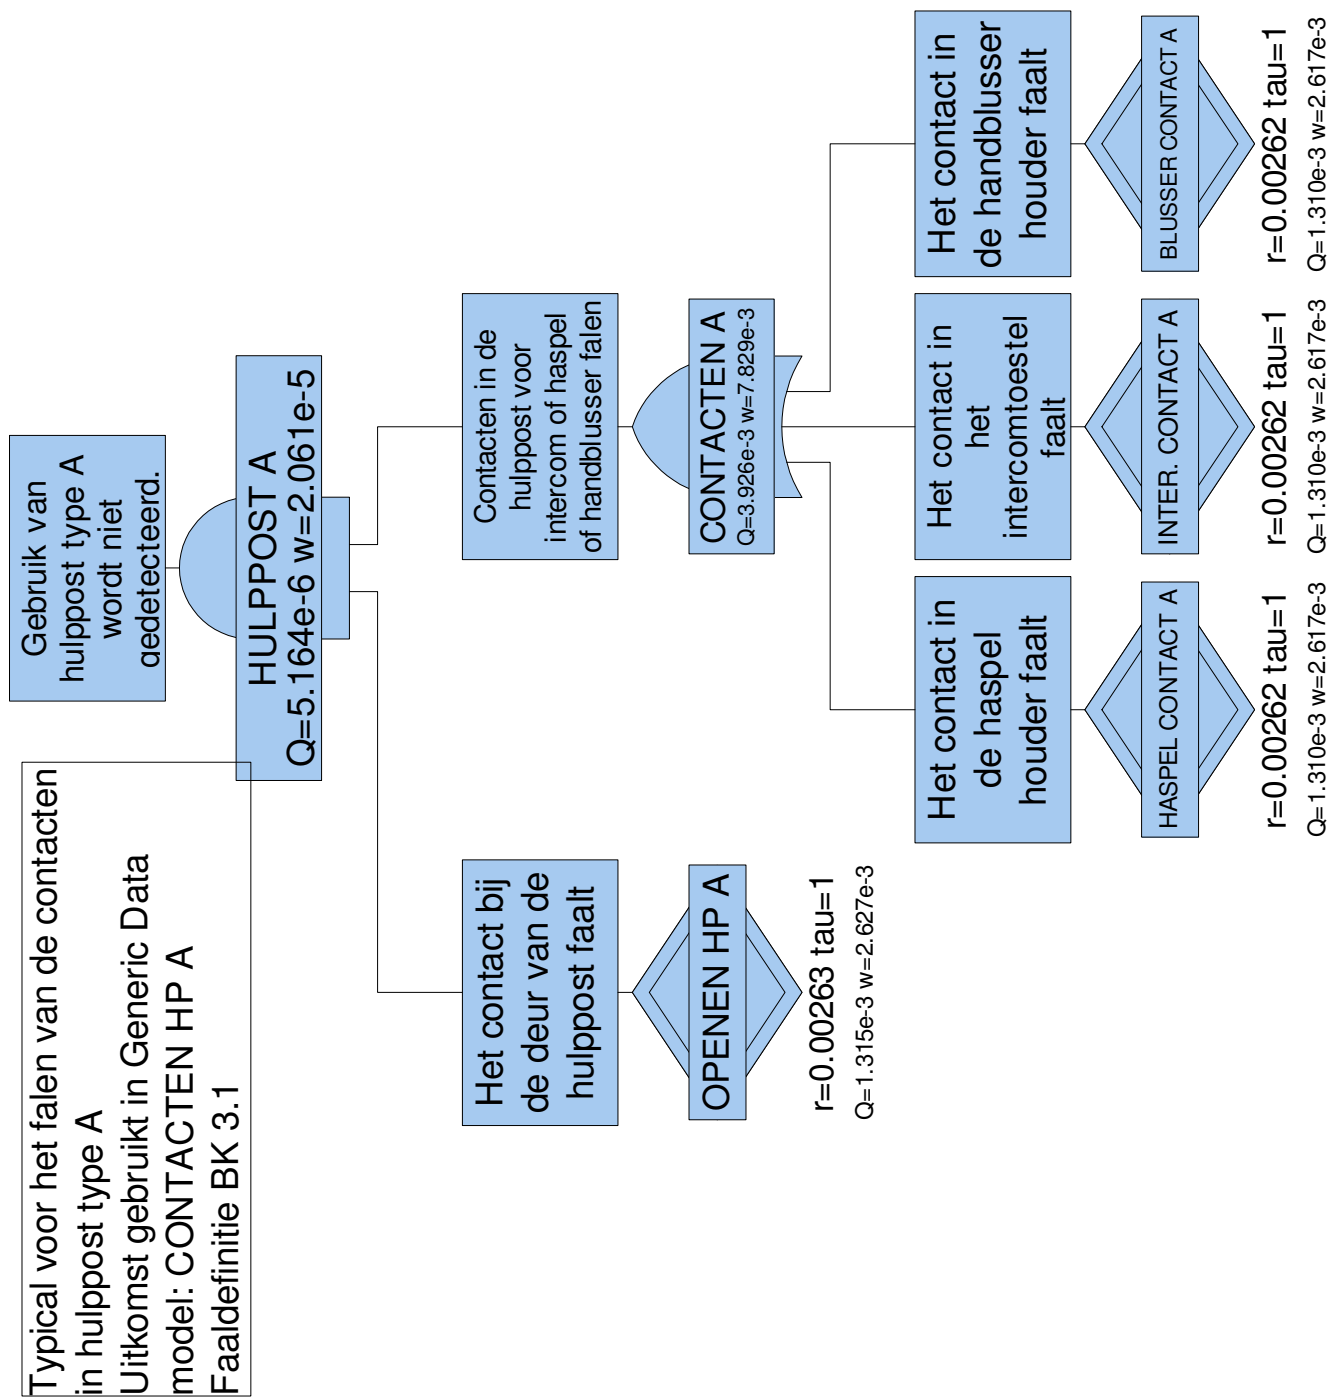 Typical voor het falen van de contacten
in hulppost type A
Uitkomst gebruikt in Generic Data
model: CONTACTEN HP A
Faaldefinitie BK 3.1
Gebruik van
hulppost type A
wordt niet
gedetecteerd.
HULPPOST A
Q=5.164e-6 w=2.061e-5
Het contact bij
de deur van de
hulppost faalt
OPENEN HP A
r=0.00263 tau=1
Q=1.315e-3 w=2.627e-3
Contacten in de
hulppost voor
intercom of haspel
of handblusser falen
CONTACTEN A
Q=3.926e-3 w=7.829e-3
Het contact in
de haspel
houder faalt
HASPEL CONTACT A
r=0.00262 tau=1
Q=1.310e-3 w=2.617e-3
Het contact in
het
intercomtoestel
faalt
INTER. CONTACT A
r=0.00262 tau=1
Q=1.310e-3 w=2.617e-3
Het contact in
de handblusser
houder faalt
BLUSSER CONTACT A
r=0.00262 tau=1
Q=1.310e-3 w=2.617e-3